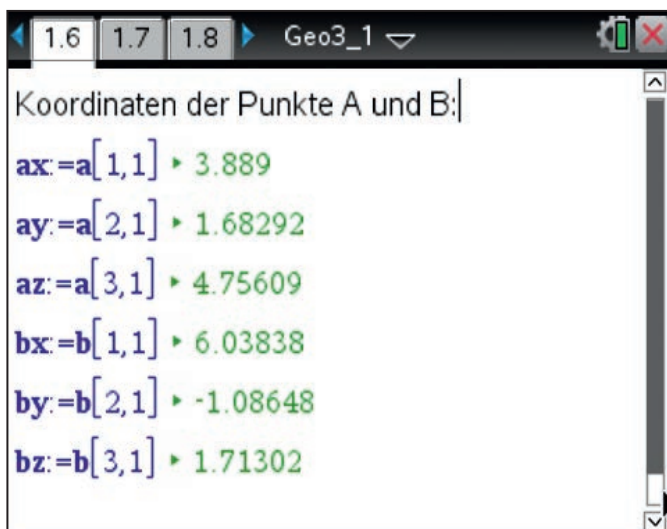 1.6 1.7 1.8 Geo3_1
Koordinaten der Punkte A und B:
ax:=a[1,1] ▸ 3.889
ay:=a[2,1] ▸ 1.68292
az:=a[3,1] ▸ 4.75609
bx:=b[1,1] ▸ 6.03838
by:=b[2,1] ▸ -1.08648
bz:=b[3,1] ▸ 1.71302